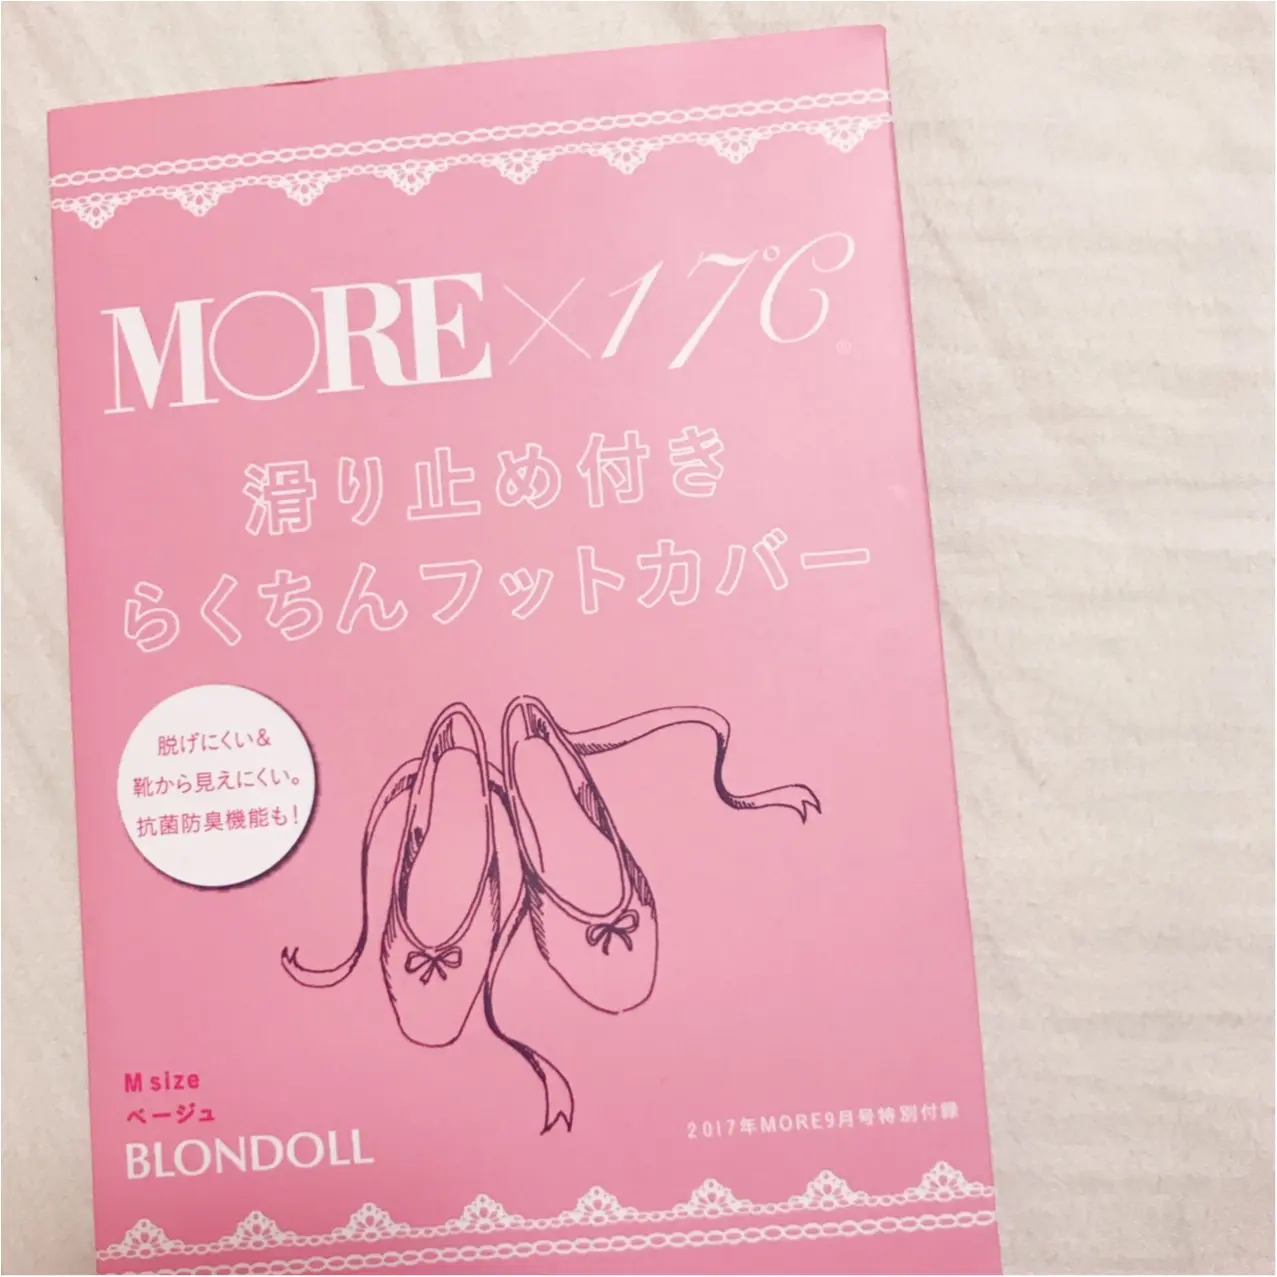 MORE×17℃®
滑り止め付き
らくちんフットカバー
脱げにくい&
靴から見えにくい。
抗菌防臭機能も!
M size
ベージュ
BLONDOLL
2017年MORE9月号特別付録